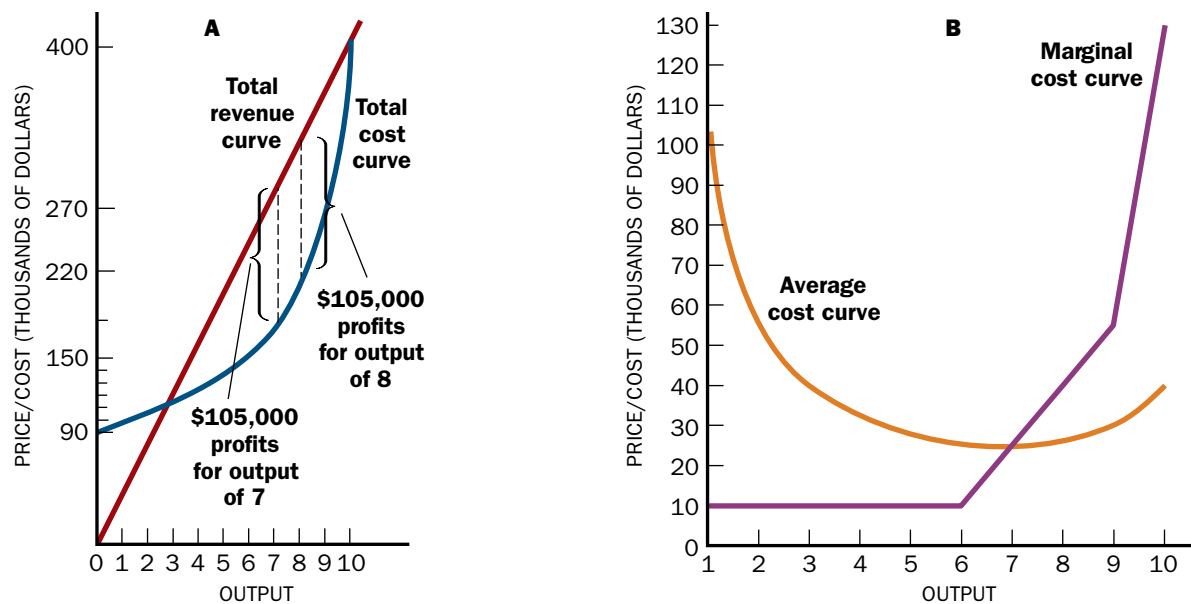 A
PRICE/COST (THOUSANDS OF DOLLARS)
400
270
220
150
90
Total
revenue
curve
Total
cost
curve
$105,000
profits
for output
of 8
$105,000
profits
for output
of 7
0 1 2 3 4 5 6 7 8 9 10
OUTPUT
B
PRICE/COST (THOUSANDS OF DOLLARS)
130
120
110
100
90
80
70
60
50
40
30
20
10
0
Marginal
cost curve
Average
cost curve
1 2 3 4 5 6 7 8 9 10
OUTPUT